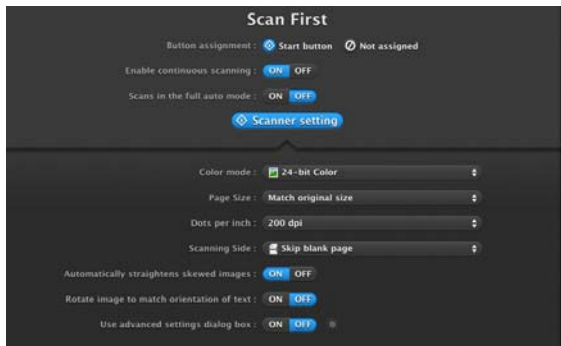 Scan First
Button assignment : Start button Not assigned
Enable continuous scanning : ON OFF
Scans in the full auto mode : ON OFF
Scanner setting
Color mode : 24-bit Color
Page Size : Match original size
Dots per inch : 200 dpi
Scanning Side : Skip blank page
Automatically straightens skewed images : ON OFF
Rotate image to match orientation of text : ON OFF
Use advanced settings dialog box : ON OFF